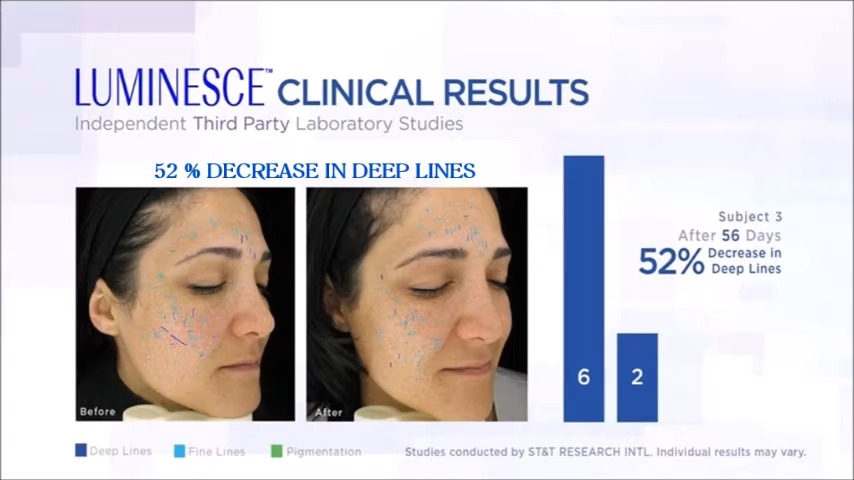 LUMINESCE™ CLINICAL RESULTS
Independent Third Party Laboratory Studies
52 % DECREASE IN DEEP LINES
Before
After
6
2
Subject 3
After 56 Days
52% Decrease in
Deep Lines
Deep Lines
Fine Lines
Pigmentation
Studies conducted by ST&T RESEARCH INTL. Individual results may vary.